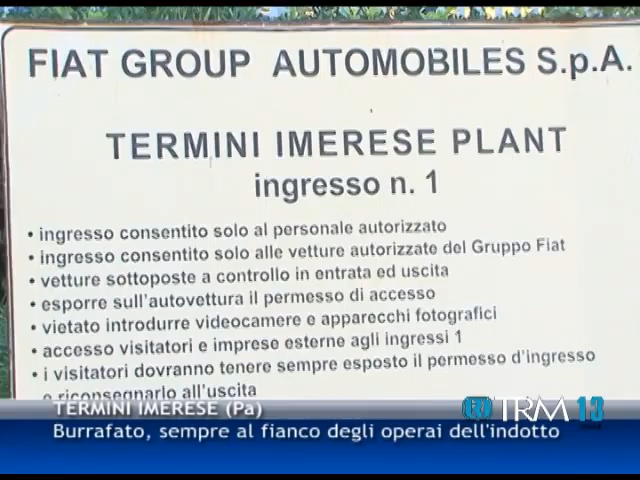 FIAT GROUP AUTOMOBILES S.p.A.
TERMINI IMERESE PLANT
ingresso n. 1
• ingresso consentito solo al personale autorizzato
• ingresso consentito solo alle vetture autorizzate del Gruppo Fiat
• vetture sottoposte a controllo in entrata ed uscita
• esporre sull'autovettura il permesso di accesso
• vietato introdurre videocamere e apparecchi fotografici
• accesso visitatori e imprese esterne agli ingressi 1
• i visitatori dovranno tenere sempre esposto il permesso d'ingresso
e riconsegnarlo all'uscita
TERMINI IMERESE (Pa)
TRM 13
Burrafato, sempre al fianco degli operai dell'indotto